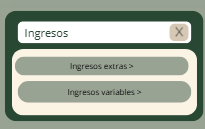 Ingresos X
Ingresos extras >
Ingresos variables >